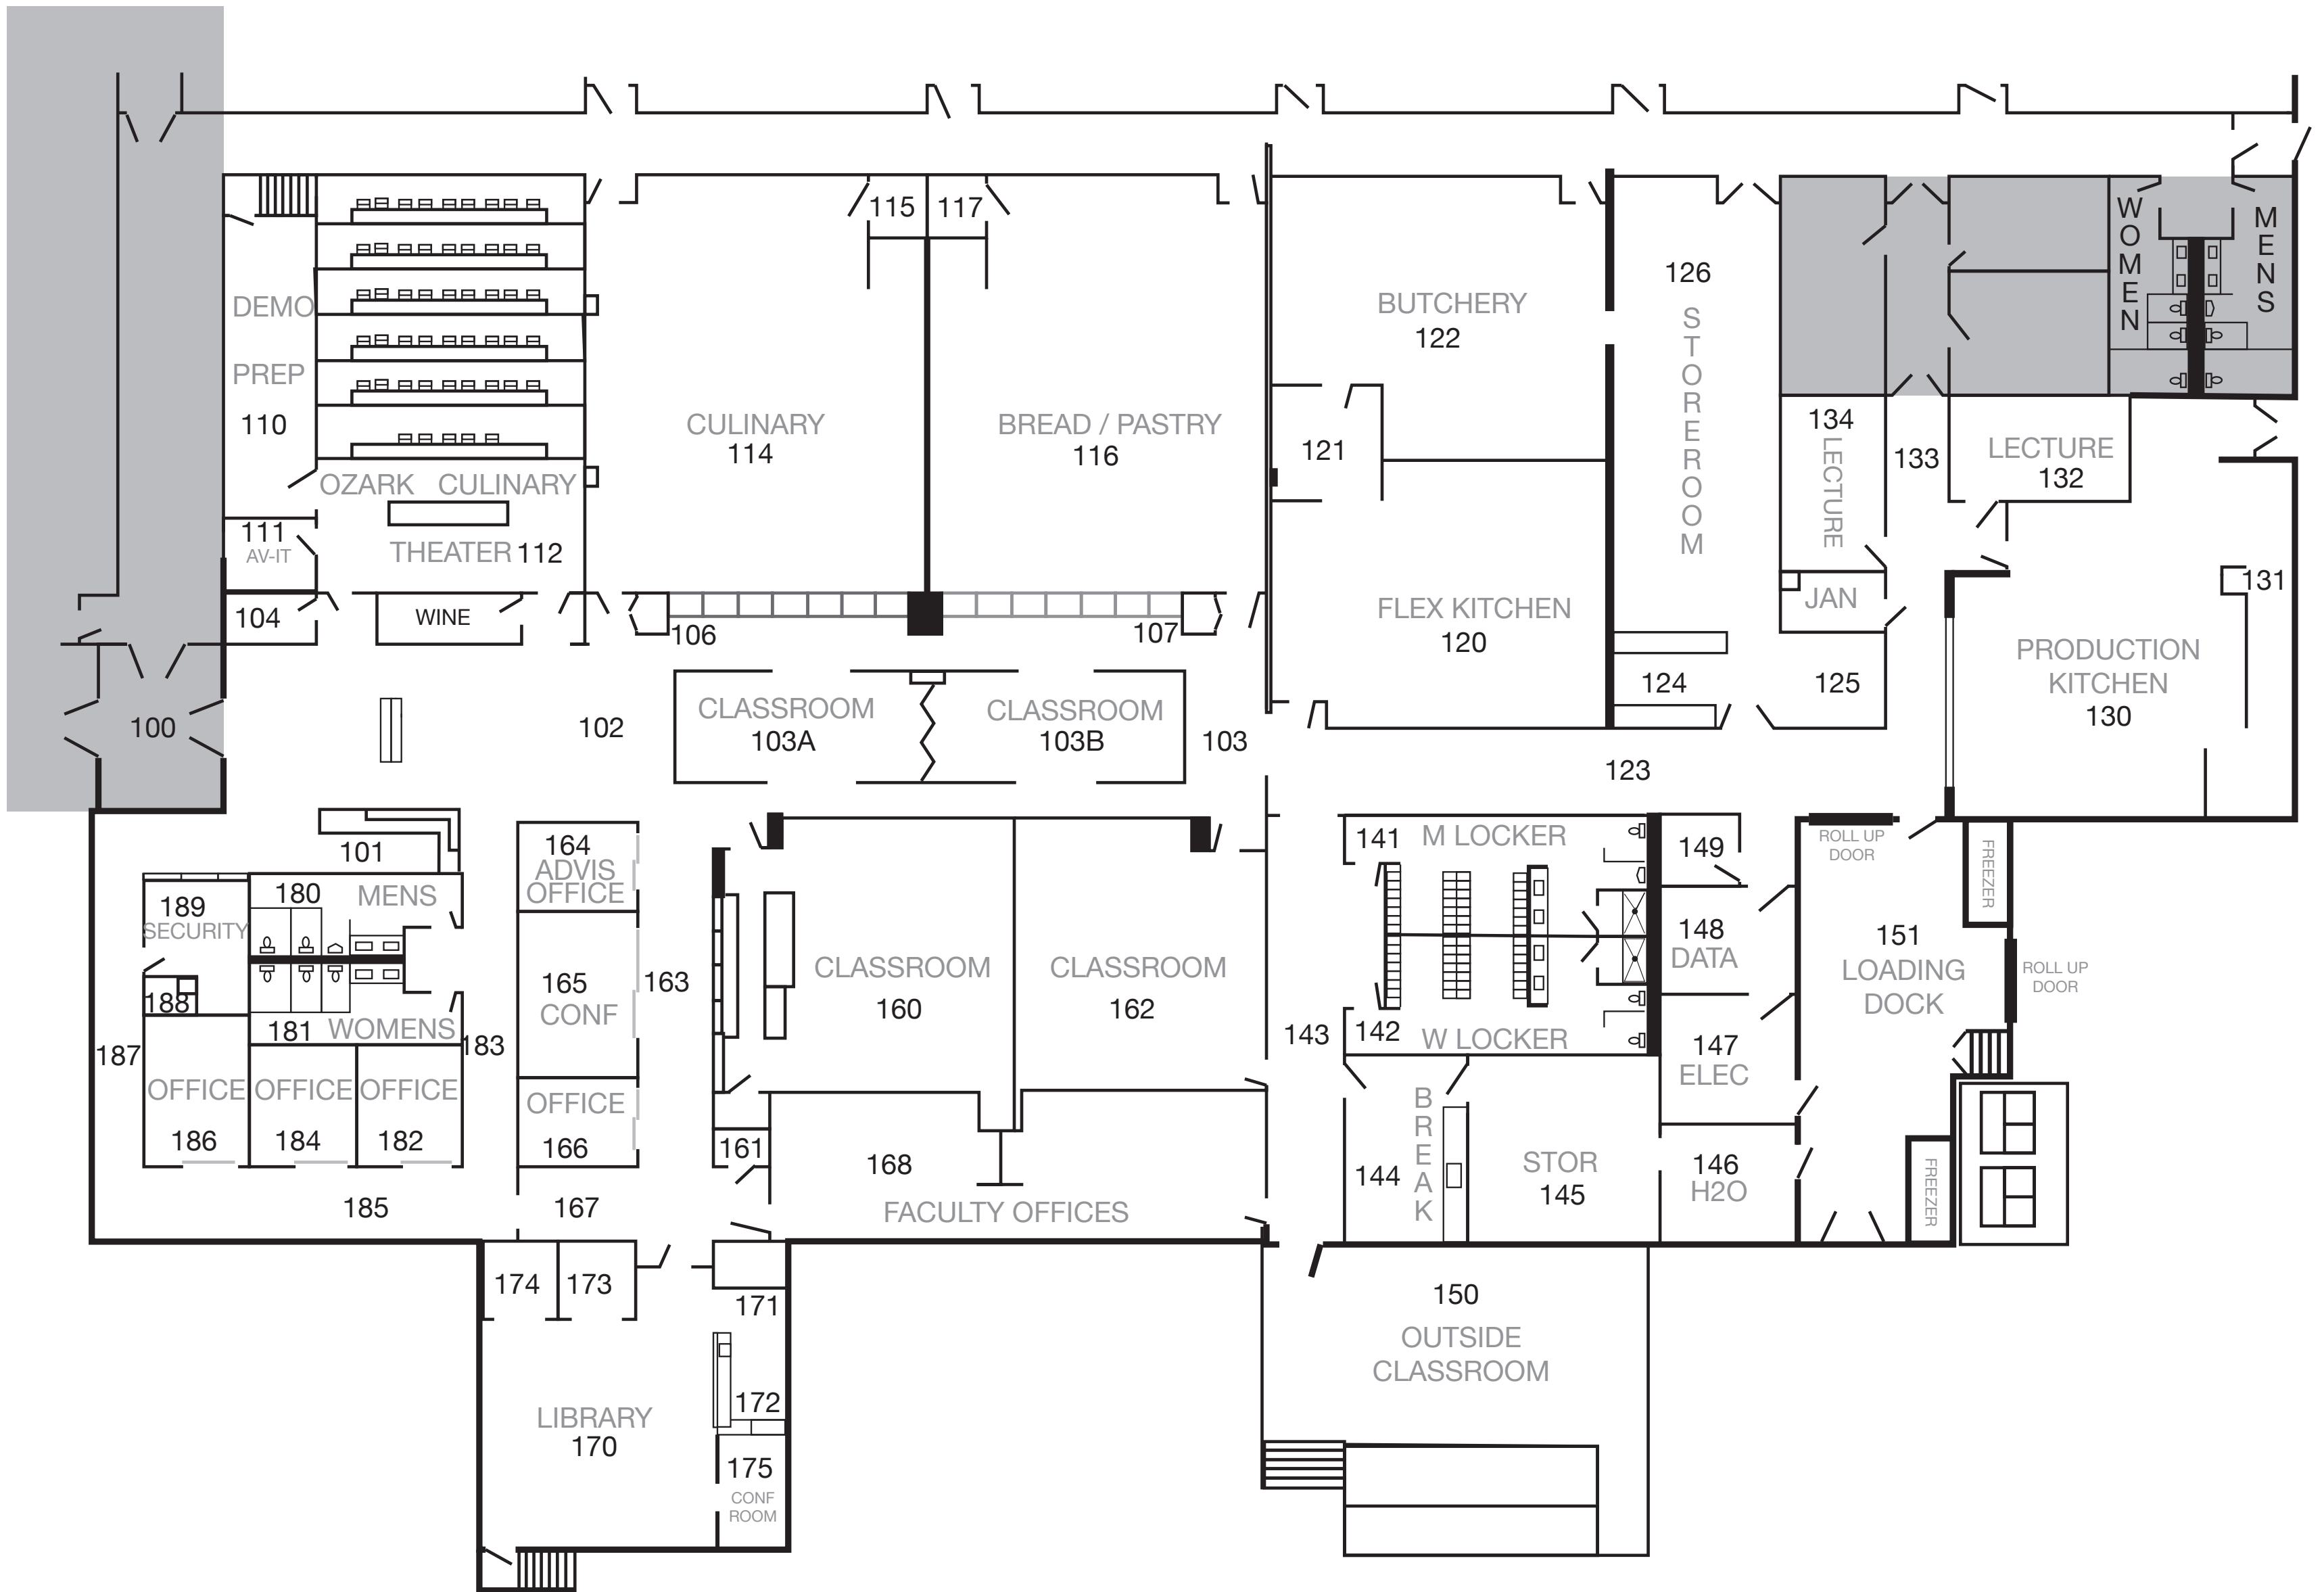 115
117
WOMEN
MENS
126
STOREROOM
DEMO
PREP
110
BUTCHERY
122
CULINARY
114
BREAD / PASTRY
116
121
134
LECTURE
133
LECTURE
132
OZARK CULINARY
THEATER 112
111
AV-IT
104
WINE
106
107
FLEX KITCHEN
120
JAN
131
PRODUCTION
KITCHEN
130
124
125
100
102
CLASSROOM
103A
CLASSROOM
103B
103
123
101
164
ADVIS
OFFICE
141
M LOCKER
149
ROLL UP
DOOR
FREEZER
189
SECURITY
180
MENS
188
181
WOMENS
183
187
165
CONF
163
CLASSROOM
160
CLASSROOM
162
143
142
W LOCKER
148
DATA
151
LOADING
DOCK
ROLL UP
DOOR
147
ELEC
OFFICE
186
OFFICE
184
OFFICE
182
OFFICE
166
161
168
FACULTY OFFICES
144
BREAK
STOR
145
146
H2O
FREEZER
185
167
174
173
171
172
LIBRARY
170
175
CONF
ROOM
150
OUTSIDE
CLASSROOM